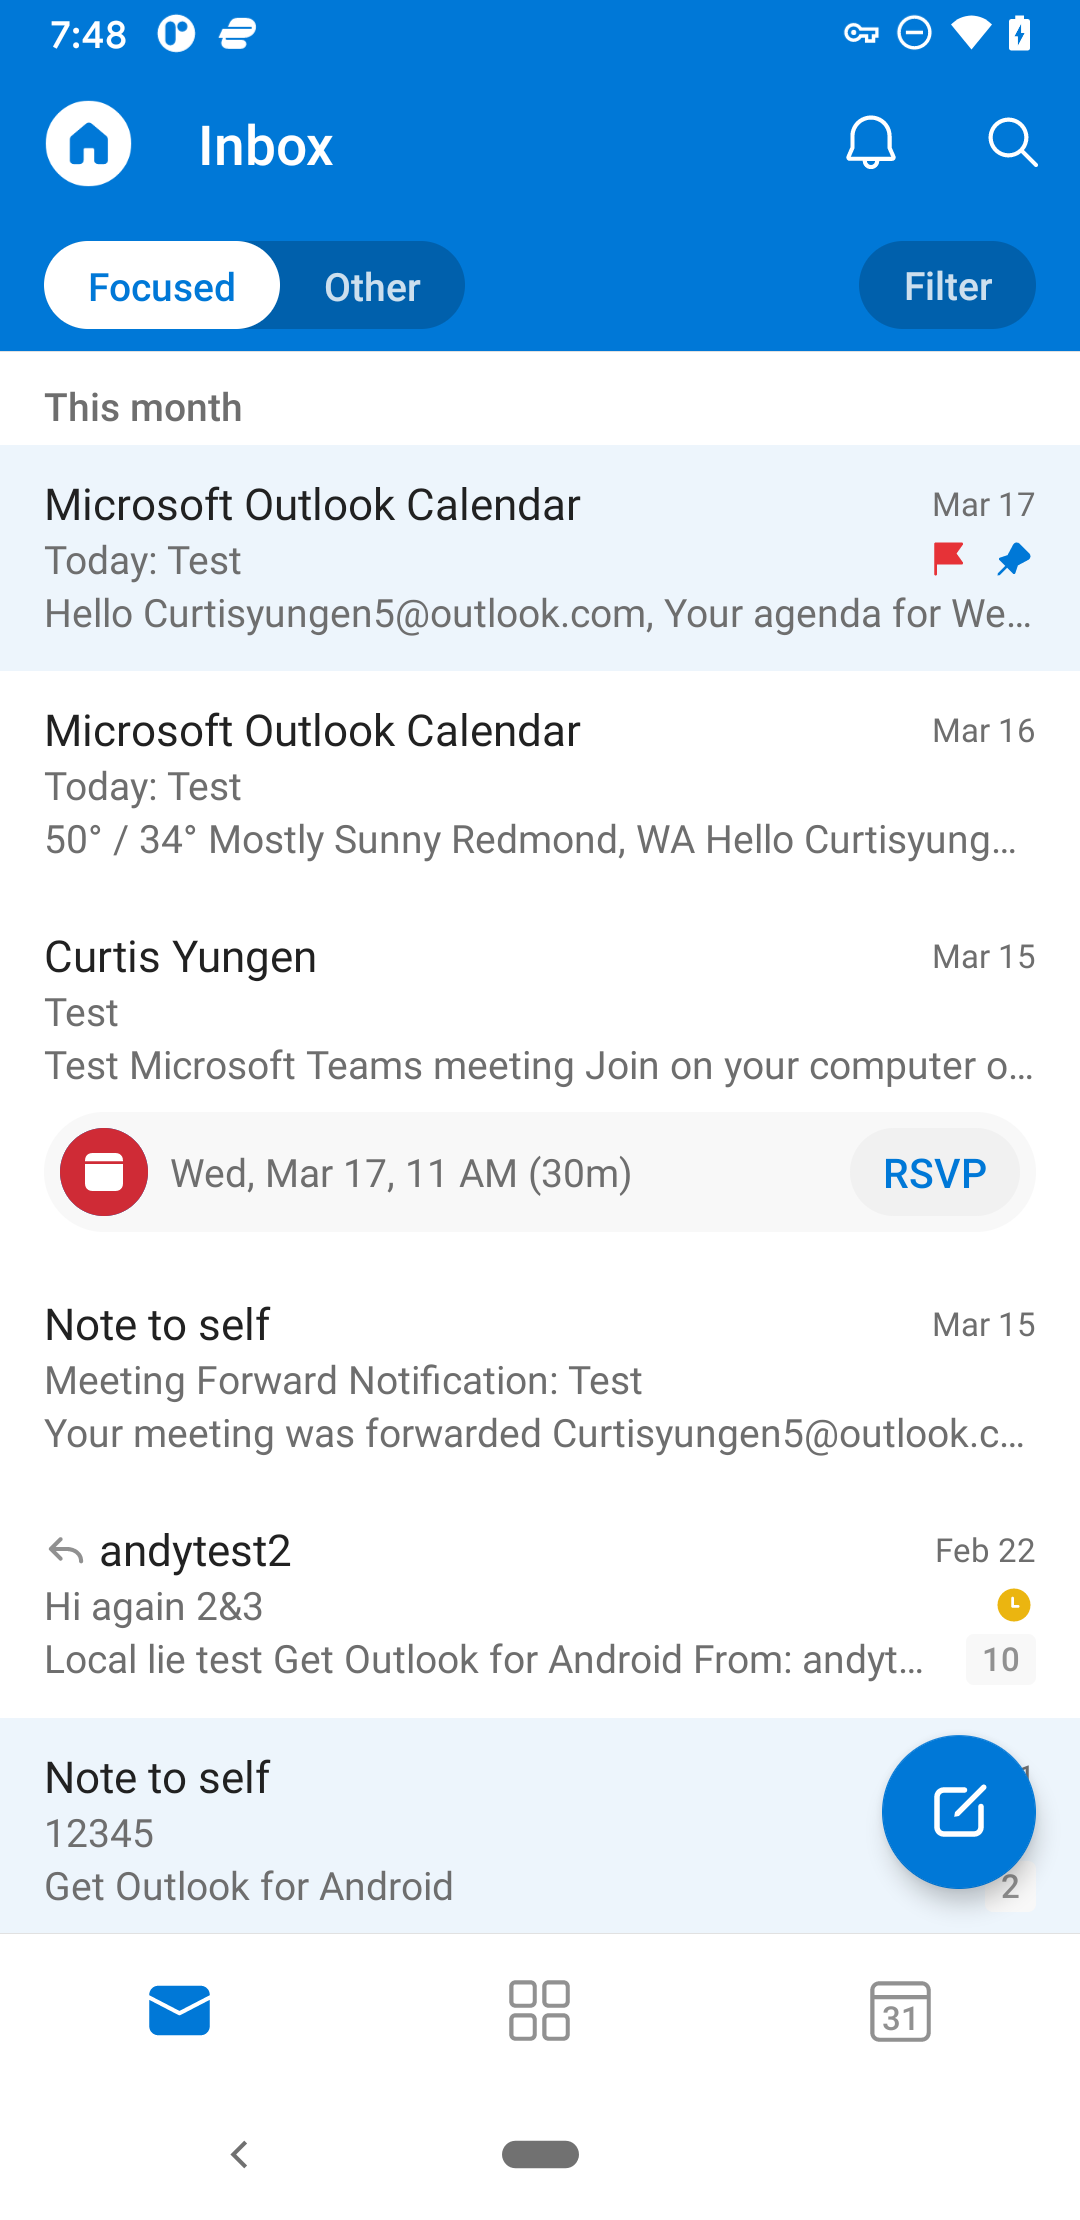 7:48
Inbox
Focused Other Filter
This month
Microsoft Outlook Calendar Mar 17
Today: Test
Hello Curtisyungen5@outlook.com, Your agenda for We...
Microsoft Outlook Calendar Mar 16
Today: Test
50° / 34° Mostly Sunny Redmond, WA Hello Curtisyung...
Curtis Yungen Mar 15
Test
Test Microsoft Teams meeting Join on your computer o...
Wed, Mar 17, 11 AM (30m) RSVP
Note to self Mar 15
Meeting Forward Notification: Test
Your meeting was forwarded Curtisyungen5@outlook.c...
andytest2 Feb 22
Hi again 2&3
Local lie test Get Outlook for Android From: andyt... 10
Note to self
12345
Get Outlook for Android 2
31